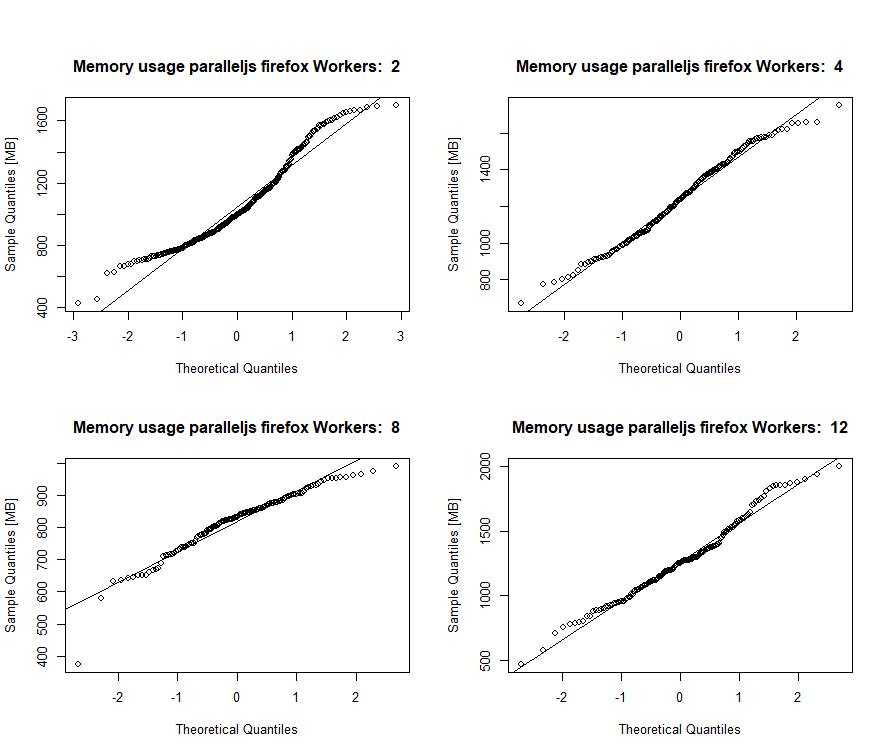 Memory usage paralleljs firefox Workers:  2
Sample Quantiles [MB]
400 800 1200 1600
-3 -2 -1 0 1 2 3
Theoretical Quantiles
Memory usage paralleljs firefox Workers:  4
Sample Quantiles [MB]
800 1000 1400
-2 -1 0 1 2
Theoretical Quantiles
Memory usage paralleljs firefox Workers:  8
Sample Quantiles [MB]
400 500 600 700 800 900
-2 -1 0 1 2
Theoretical Quantiles
Memory usage paralleljs firefox Workers:  12
Sample Quantiles [MB]
500 1000 1500 2000
-2 -1 0 1 2
Theoretical Quantiles